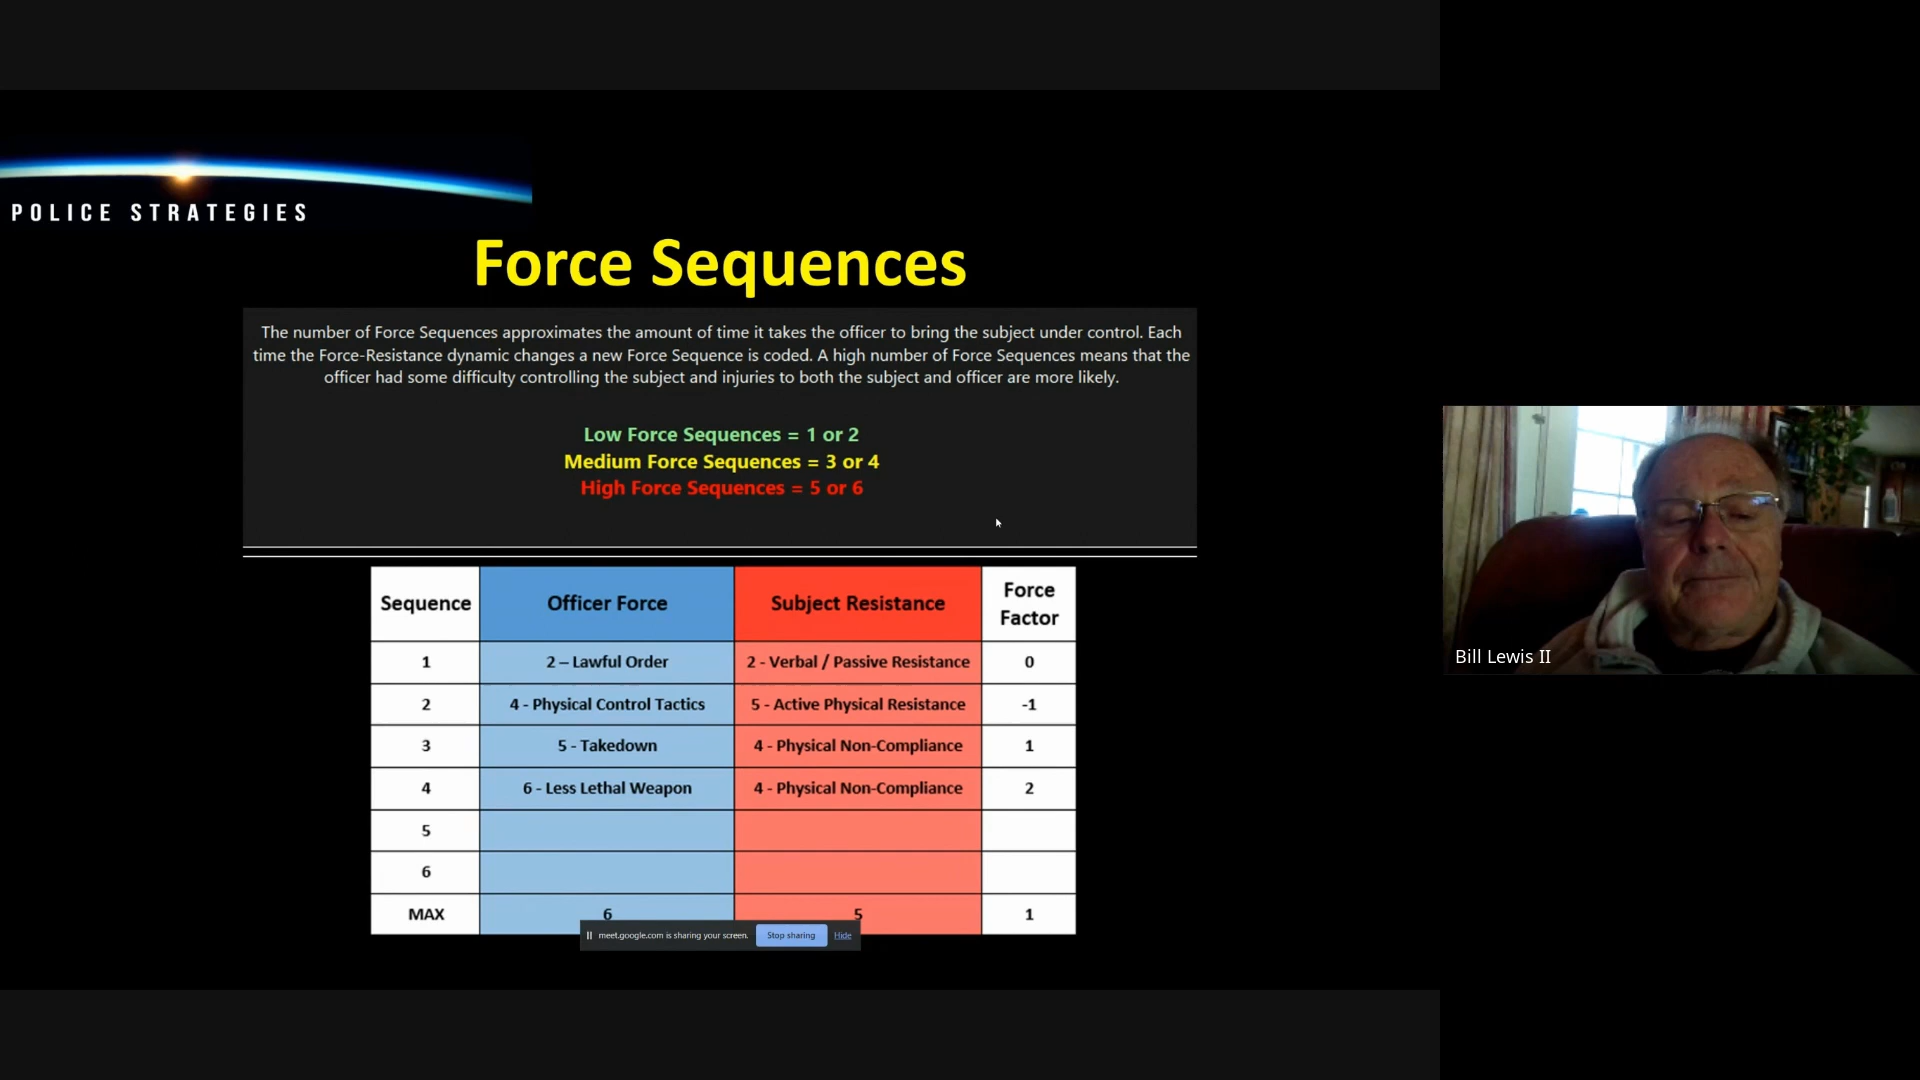 POLICE STRATEGIES
Force Sequences
The number of Force Sequences approximates the amount of time it takes the officer to bring the subject under control. Each
time the Force-Resistance dynamic changes a new Force Sequence is coded. A high number of Force Sequences means that the
officer had some difficulty controlling the subject and injuries to both the subject and officer are more likely.
Low Force Sequences = 1 or 2
Medium Force Sequences = 3 or 4
High Force Sequences = 5 or 6
Sequence Officer Force Subject Resistance Force Factor
1 2 – Lawful Order 2 - Verbal / Passive Resistance 0
2 4 - Physical Control Tactics 5 - Active Physical Resistance -1
3 5 - Takedown 4 - Physical Non-Compliance 1
4 6 - Less Lethal Weapon 4 - Physical Non-Compliance 2
5
6
MAX 6 5 1
meet.google.com is sharing your screen. Stop sharing Hide
Bill Lewis II